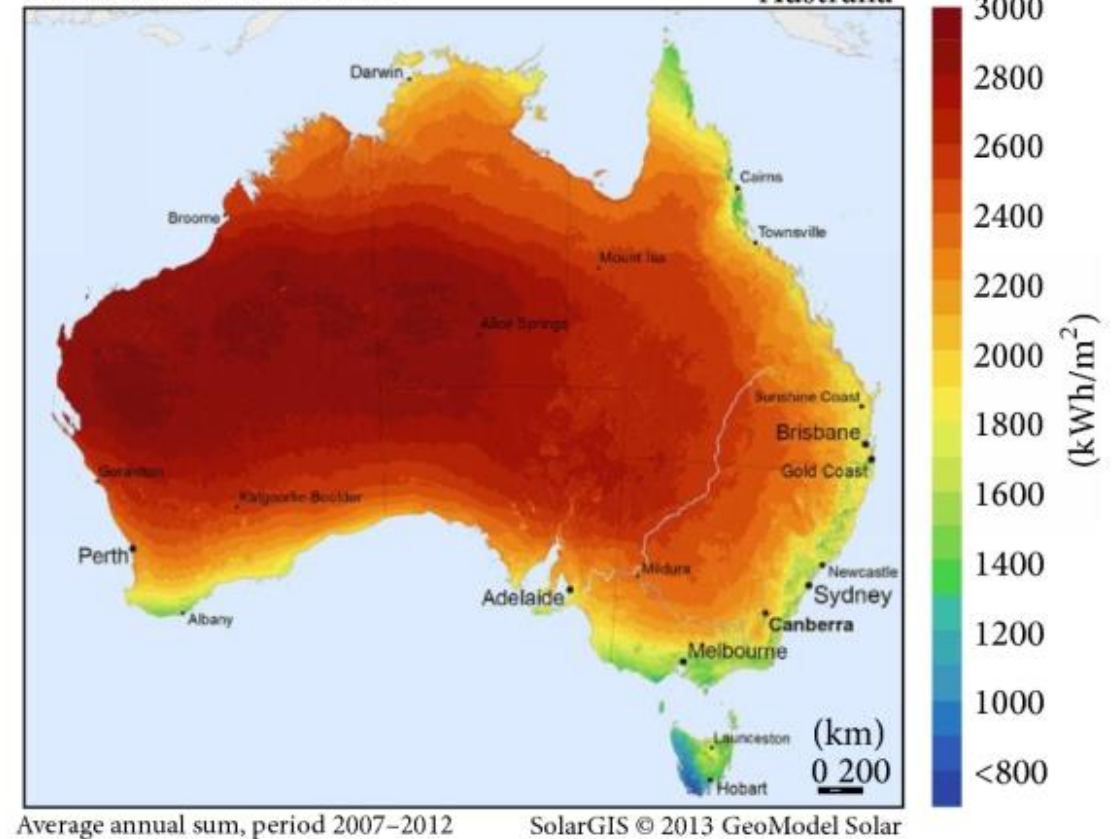 Australia
Darwin
Cairns
Broome
Townsville
Mount Isa
Alice Springs
Sunshine Coast
Brisbane
Gold Coast
Geralton
Kalgoorlie-Boulder
Perth
Mildura
Newcastle
Adelaide
Sydney
Albany
Canberra
Melbourne
Launceston
Hobart
(km)
0 200
3000
2800
2600
2400
2200
2000
1800
1600
1400
1200
1000
<800
(kWh/m²)
Average annual sum, period 2007–2012
SolarGIS © 2013 GeoModel Solar